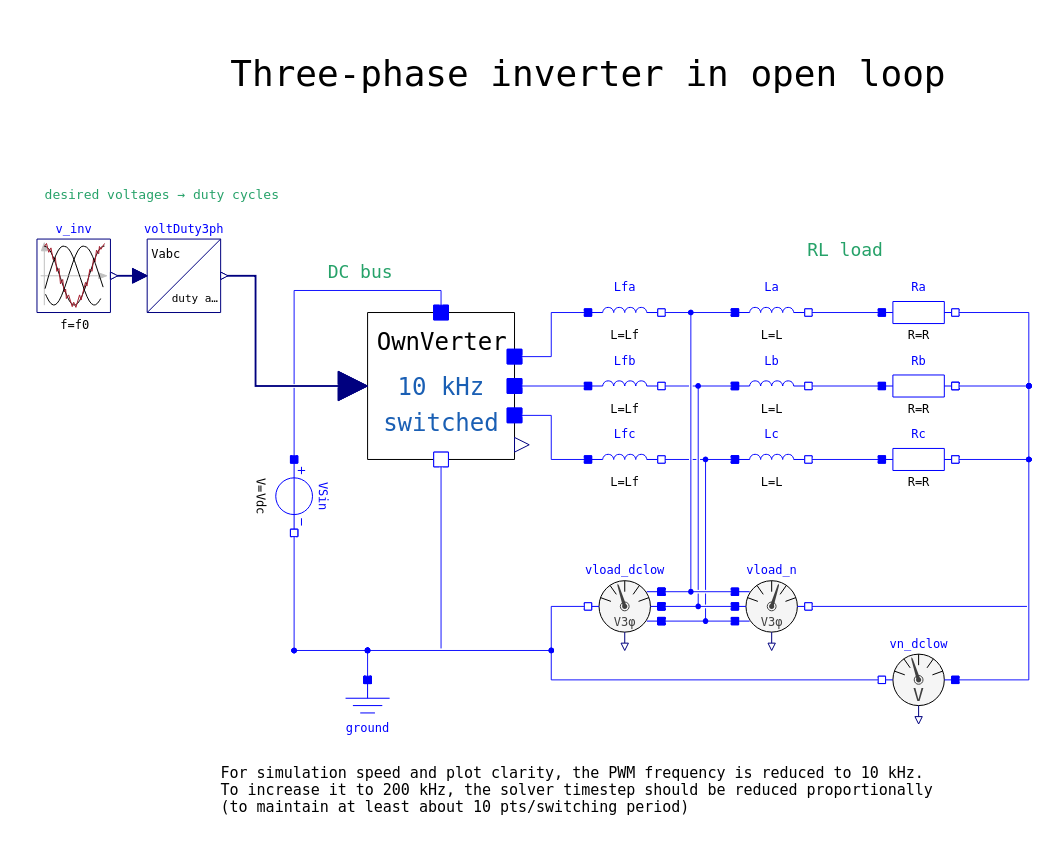 Three-phase inverter in open loop
desired voltages → duty cycles
v_inv
voltDuty3ph
Vabc
duty a…
f=f0
DC bus
RL load
OwnVerter
10 kHz
switched
Lfa
La
Ra
L=Lf
L=L
R=R
Lfb
Lb
Rb
L=Lf
L=L
R=R
Lfc
Lc
Rc
L=Lf
L=L
R=R
V=Vdc
+
VSin
−
vload_dclow
vload_n
V3φ
V3φ
vn_dclow
V
ground
For simulation speed and plot clarity, the PWM frequency is reduced to 10 kHz.
To increase it to 200 kHz, the solver timestep should be reduced proportionally
(to maintain at least about 10 pts/switching period)